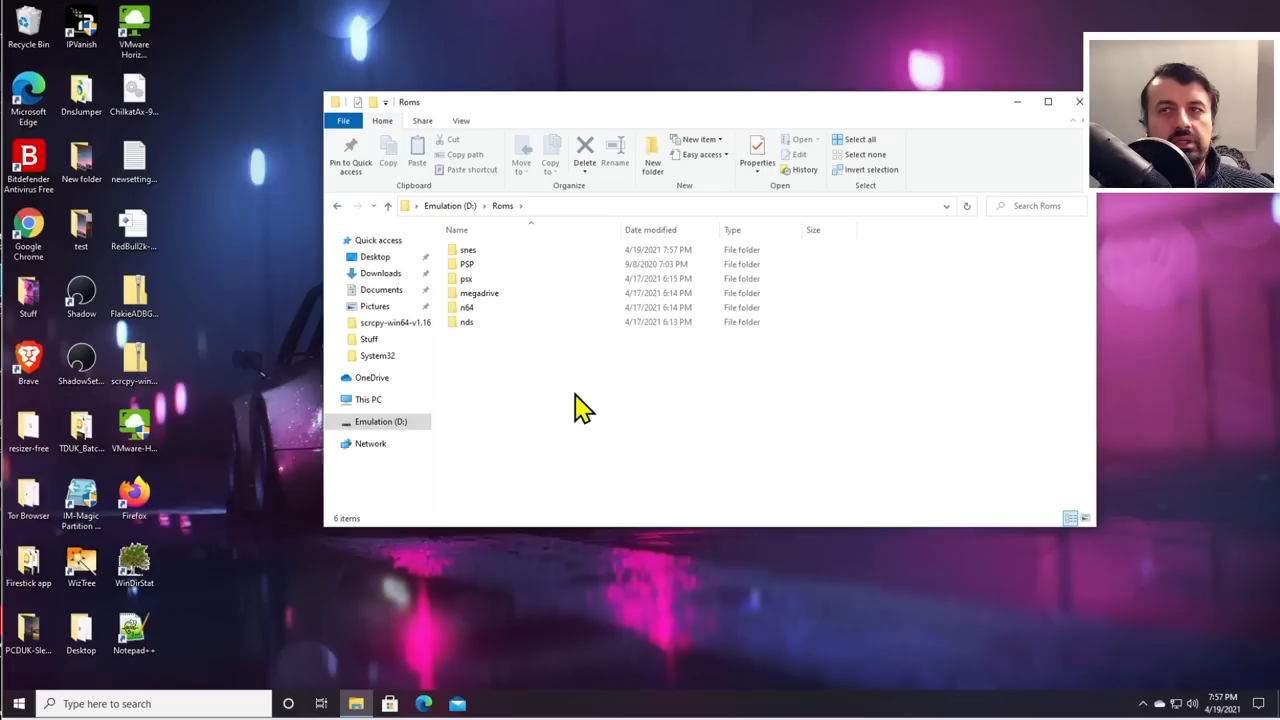 Recycle Bin
IPVanish
VMware Horiz...
Microsoft Edge
DnsJumper
ChilkatAx-9...
Bitdefender Antivirus Free
New folder
newsetting...
Google Chrome
test
RedBull2k-...
Stuff
Shadow
FlakieADBG...
Brave
ShadowSet...
scrcpy-win...
resizer-free
TDUK_Batc...
VMware-H...
Tor Browser
IM-Magic Partition ...
Firefox
Firestick app
WizTree
WinDirStat
PCDUK-Sle...
Desktop
Notepad++
Roms
File Home Share View
Pin to Quick access
Copy
Paste
Cut
Copy path
Paste shortcut
Clipboard
Move to
Copy to
Delete
Rename
Organize
New folder
New item
Easy access
New
Properties
Open
Edit
History
Open
Select all
Select none
Invert selection
Select
Emulation (D:) › Roms ›
Search Roms
Name Date modified Type Size
snes 4/19/2021 7:57 PM File folder
PSP 9/8/2020 7:03 PM File folder
psx 4/17/2021 6:15 PM File folder
megadrive 4/17/2021 6:14 PM File folder
n64 4/17/2021 6:14 PM File folder
nds 4/17/2021 6:13 PM File folder
Quick access
Desktop
Downloads
Documents
Pictures
scrcpy-win64-v1.16
Stuff
System32
OneDrive
This PC
Emulation (D:)
Network
6 items
Type here to search
7:57 PM
4/19/2021